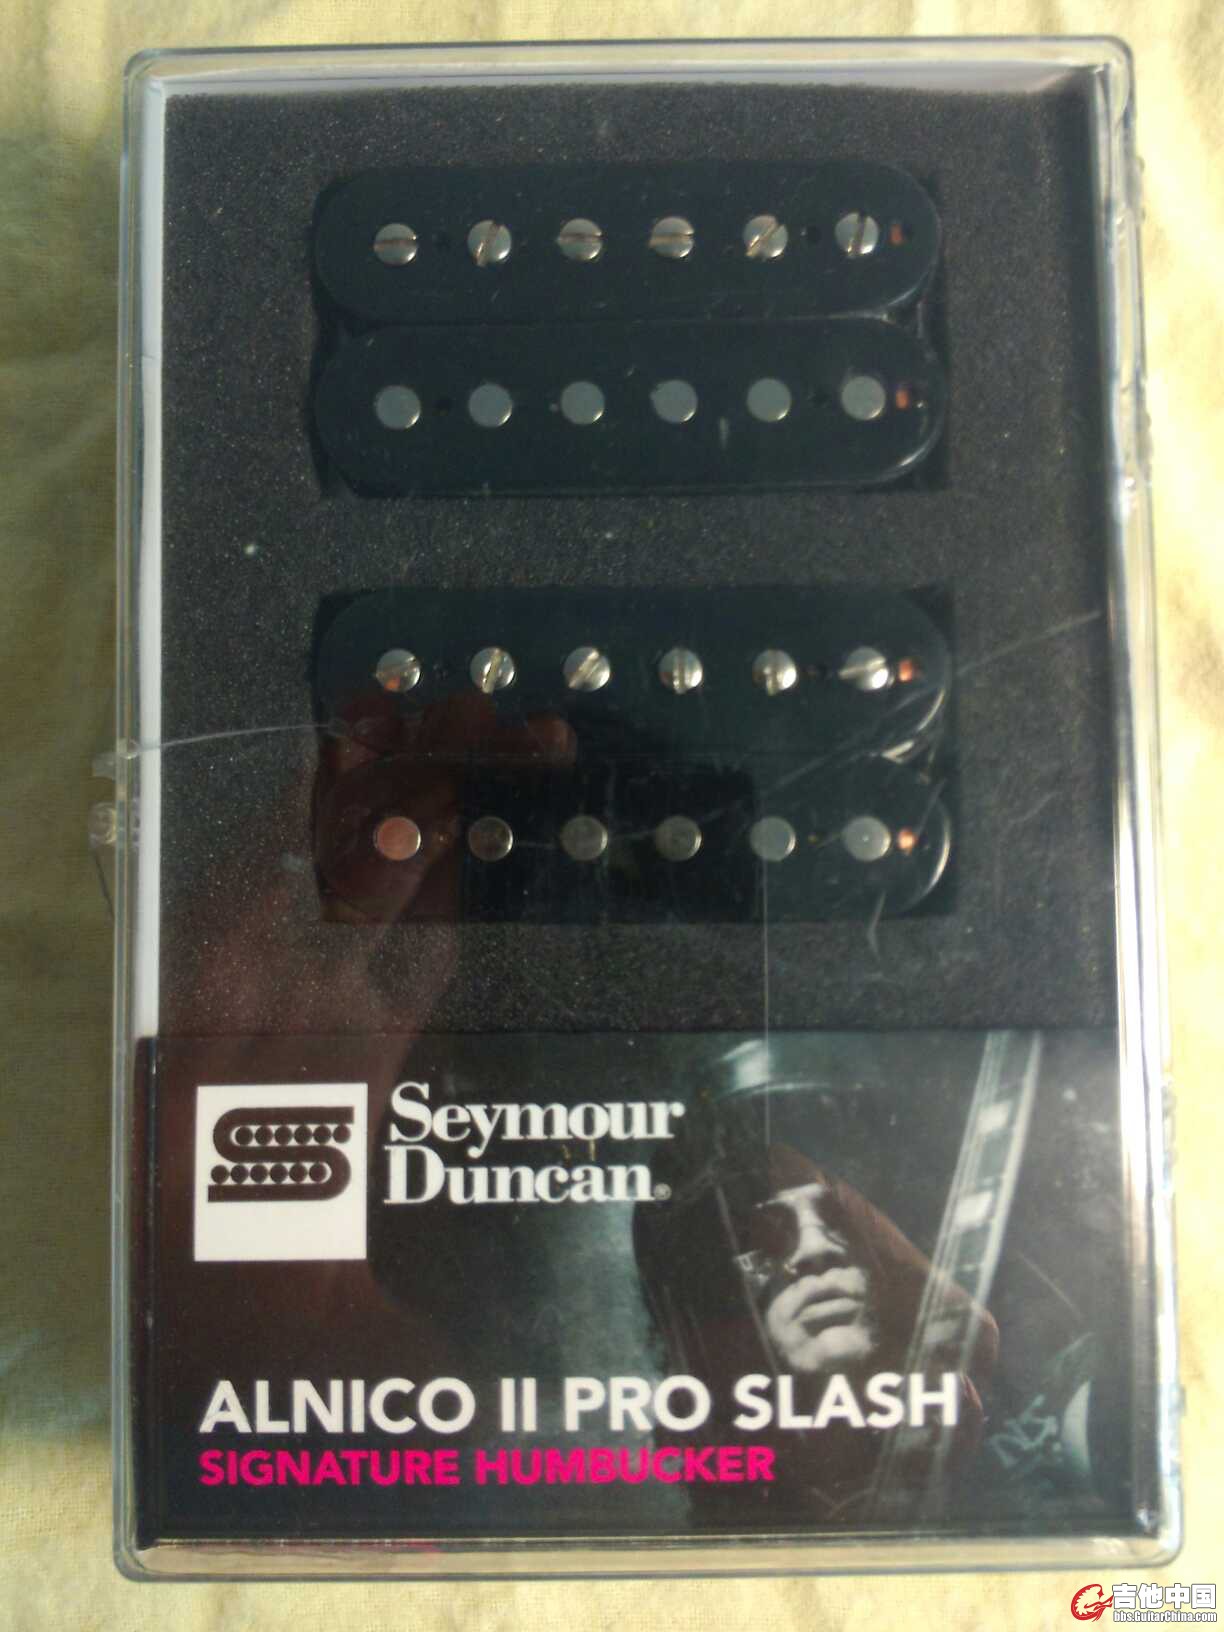 Seymour
Duncan®
ALNICO II PRO SLASH
SIGNATURE HUMBUCKER
吉他中国
bbs.GuitarChina.com